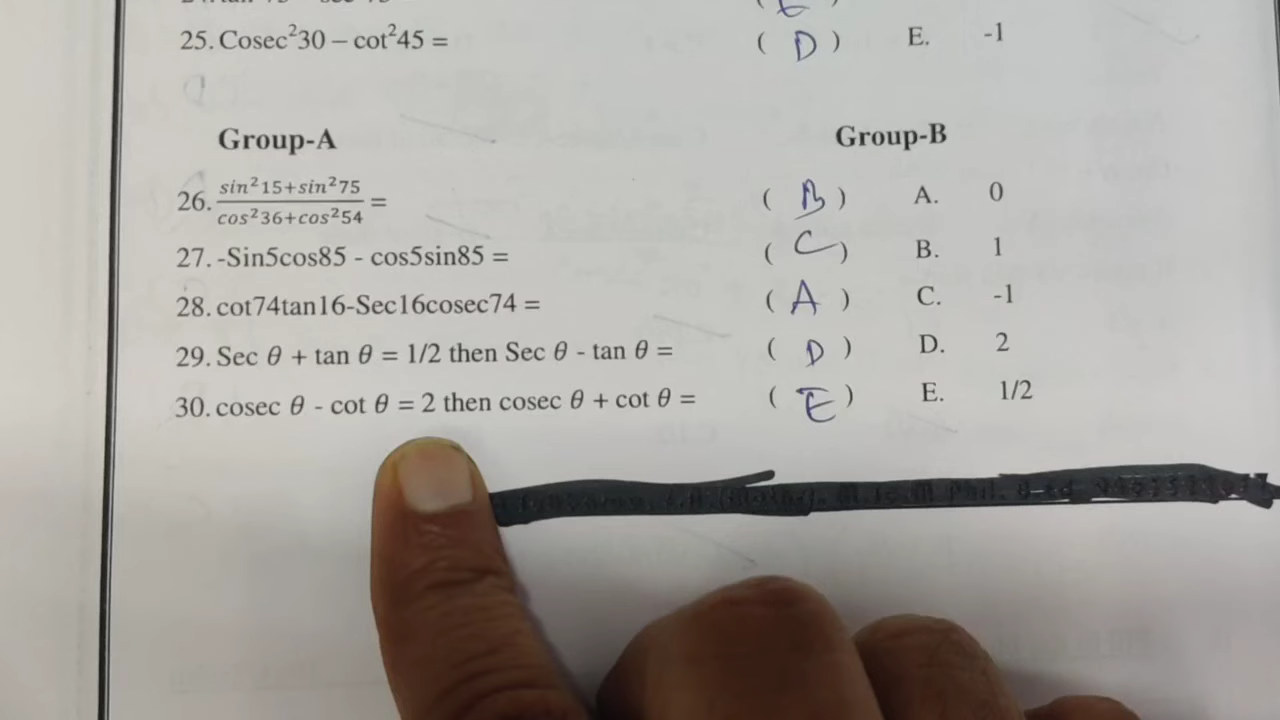 25. Cosec²30 – cot²45 = ( D ) E. -1
Group-A Group-B
26. sin²15+sin²75 / cos²36+cos²54 = ( B ) A. 0
27. -Sin5cos85 - cos5sin85 = ( C ) B. 1
28. cot74tan16-Sec16cosec74 = ( A ) C. -1
29. Sec θ + tan θ = 1/2 then Sec θ - tan θ = ( D ) D. 2
30. cosec θ - cot θ = 2 then cosec θ + cot θ = ( E ) E. 1/2